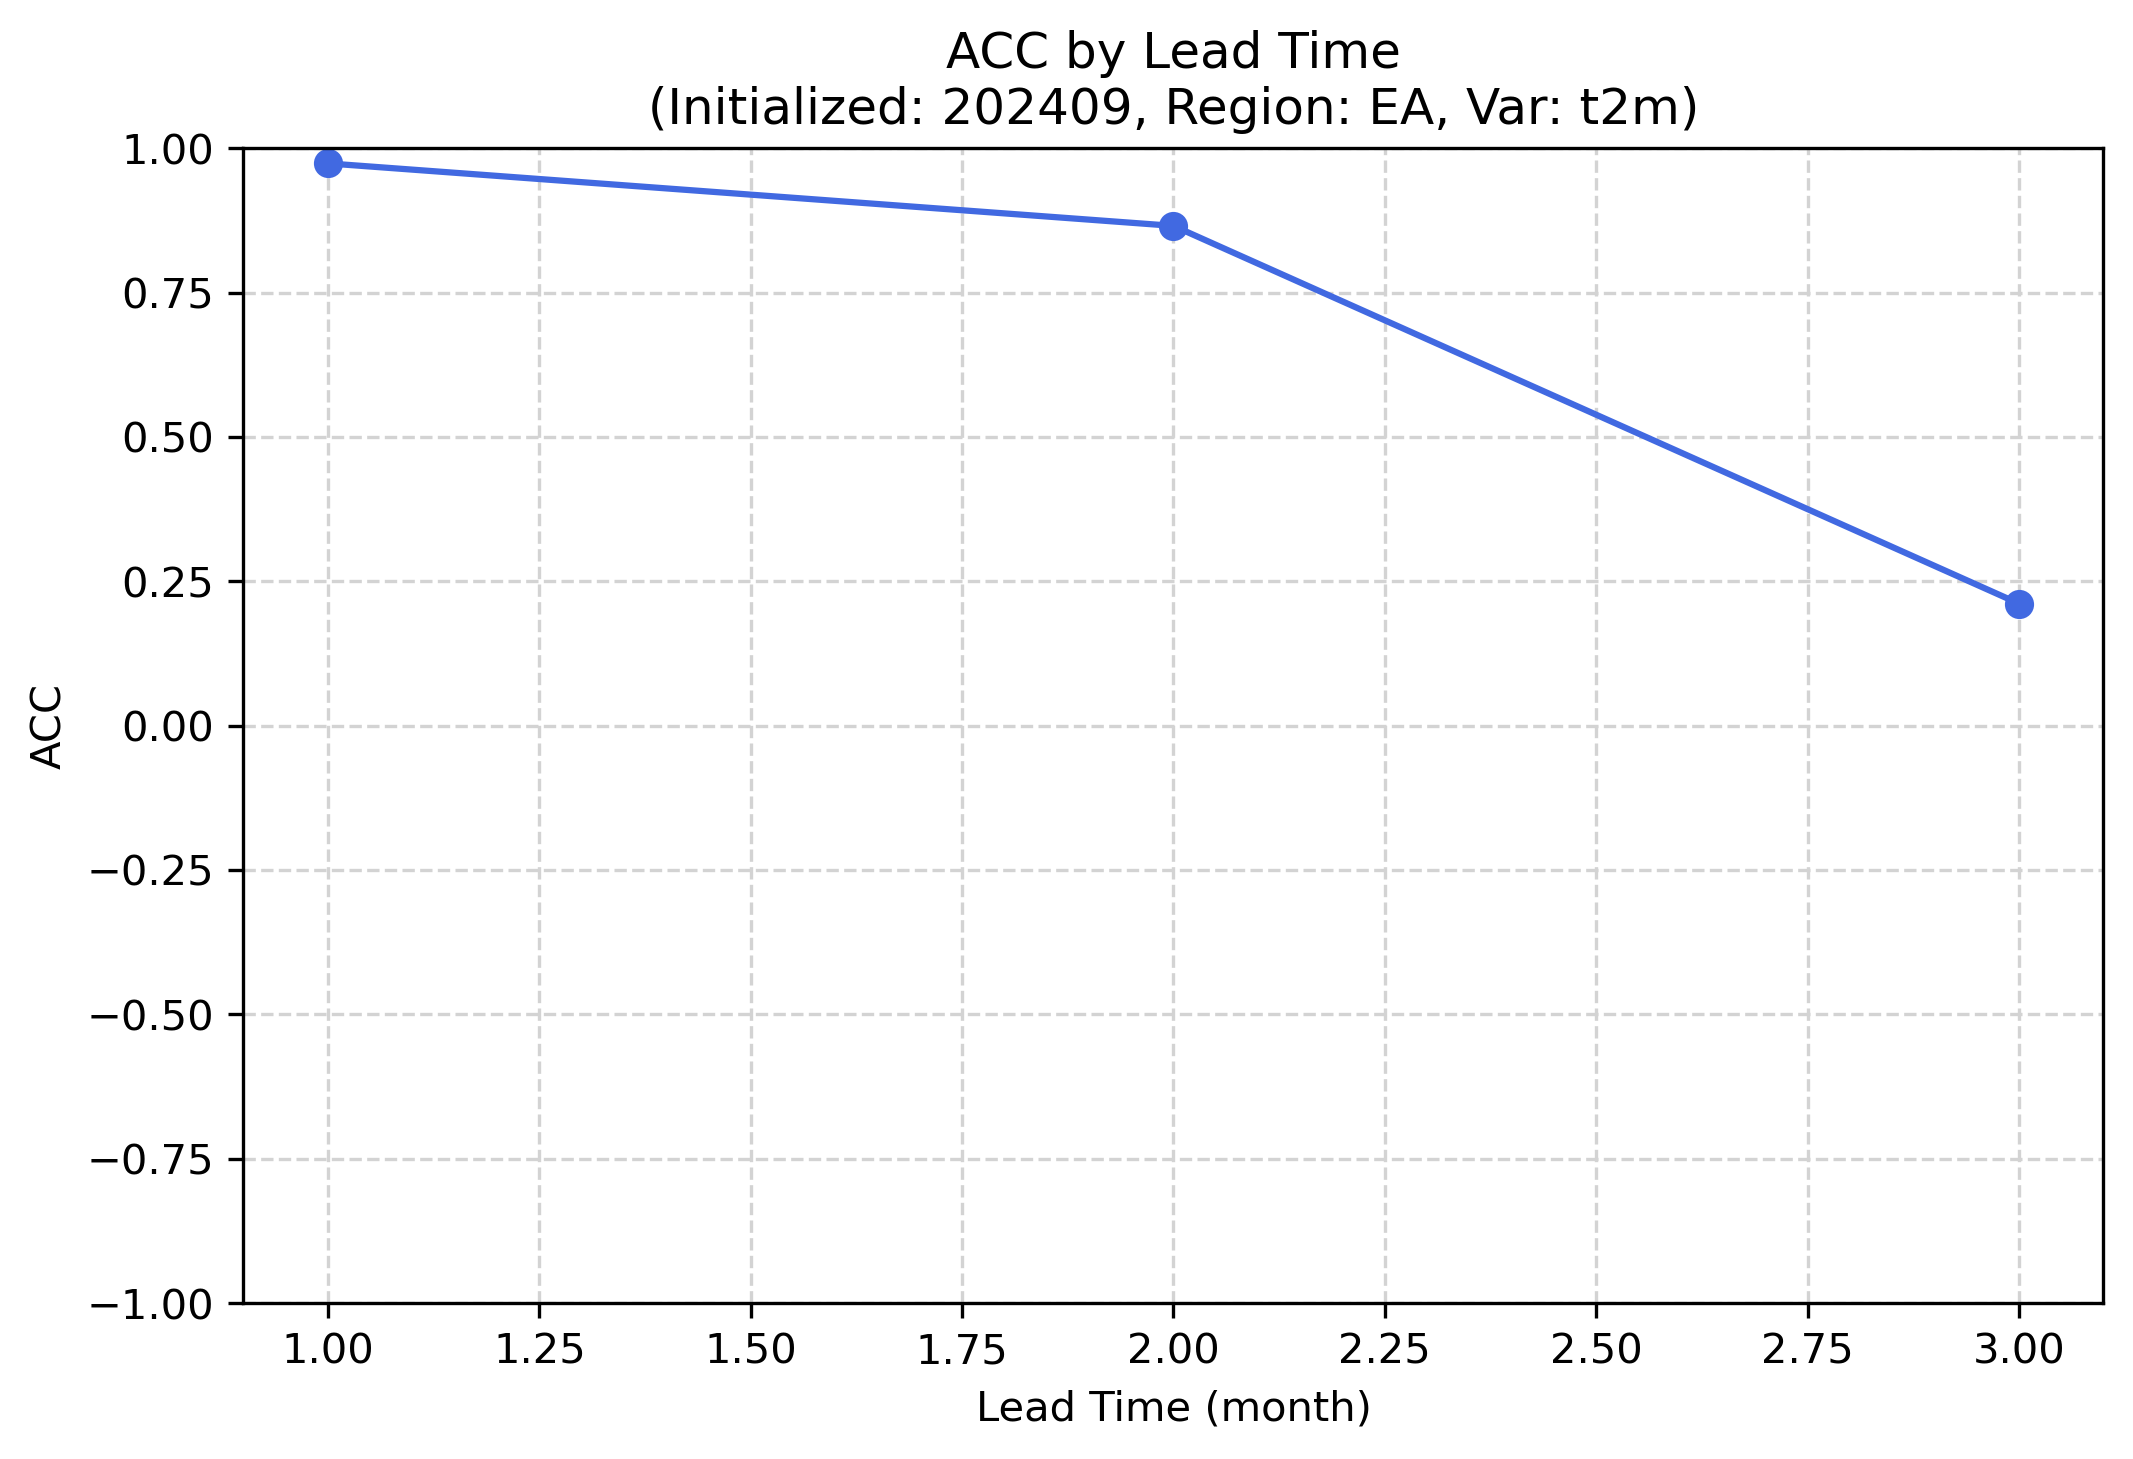 ACC by Lead Time
(Initialized: 202409, Region: EA, Var: t2m)
1.00
0.75
0.50
0.25
0.00
−0.25
−0.50
−0.75
−1.00
ACC
1.00 1.25 1.50 1.75 2.00 2.25 2.50 2.75 3.00
Lead Time (month)